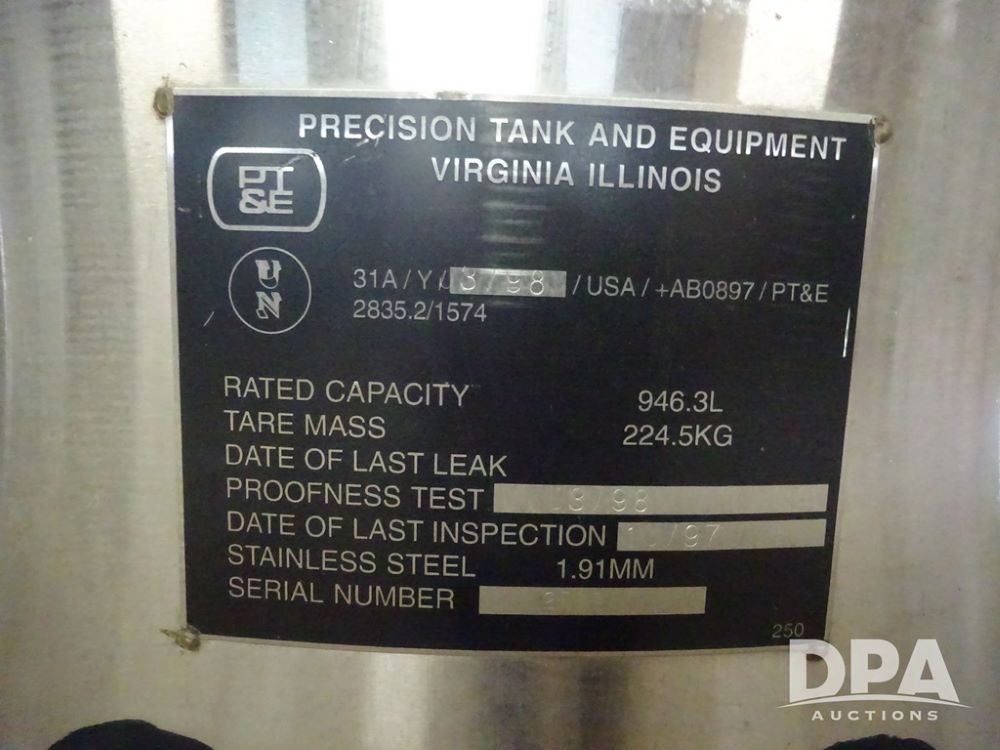 PRECISION TANK AND EQUIPMENT
VIRGINIA ILLINOIS
PT
&E
U
N
31A / Y / 03/98 / USA / +AB0897 / PT&E
2835.2/1574
RATED CAPACITY 946.3L
TARE MASS 224.5KG
DATE OF LAST LEAK
PROOFNESS TEST 03/98
DATE OF LAST INSPECTION
STAINLESS STEEL 1.91MM
SERIAL NUMBER
250
DPA
AUCTIONS